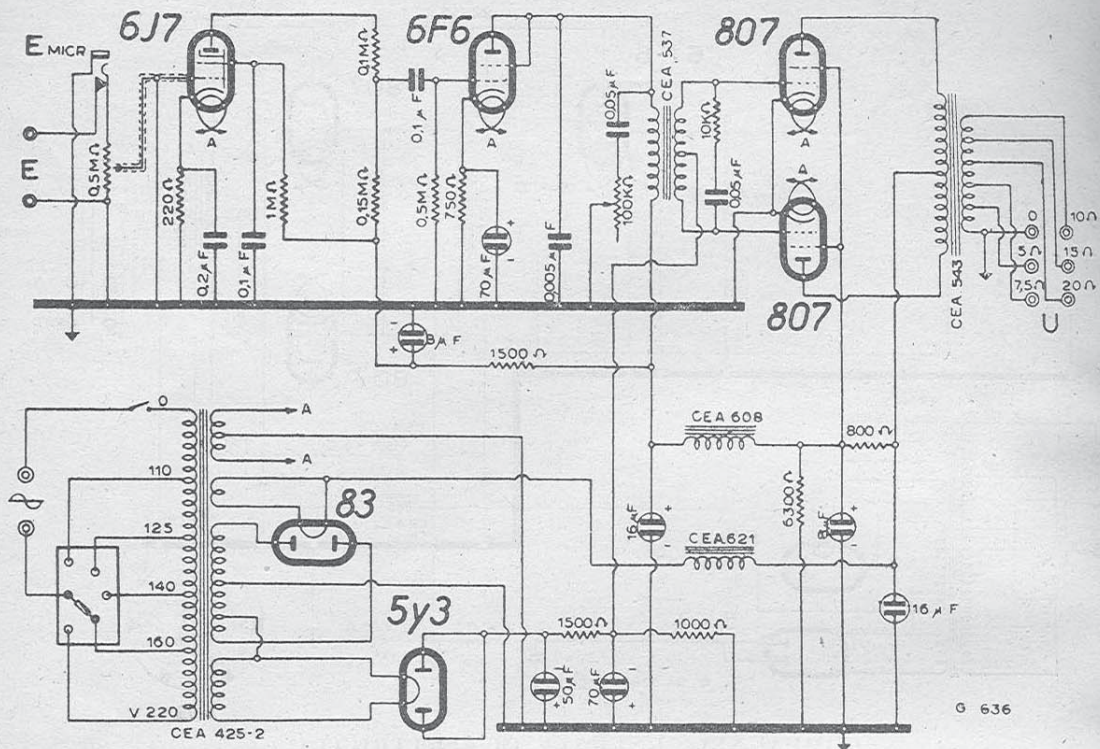 6J7
6F6
807
E MICR
E
A
0,5MΩ
220Ω
0,2µF
0,1µF
1MΩ
0,1MΩ
0,15MΩ
0,1µF
A
0,5MΩ
750Ω
70µF
+
-
0,005µF
0,05µF
100KΩ
CEA 537
10KΩ
0,05µF
A
A
807
CEA 543
0
5Ω
7,5Ω
10Ω
15Ω
20Ω
U
-
+
8µF
1500Ω
0
A
A
110
125
140
160
V 220
CEA 425-2
83
5y3
CEA 608
800Ω
6300Ω
16µF
+
-
8µF
+
-
CEA621
16µF
1500Ω
1000Ω
50µF
-
+
70µF
-
+
G 636